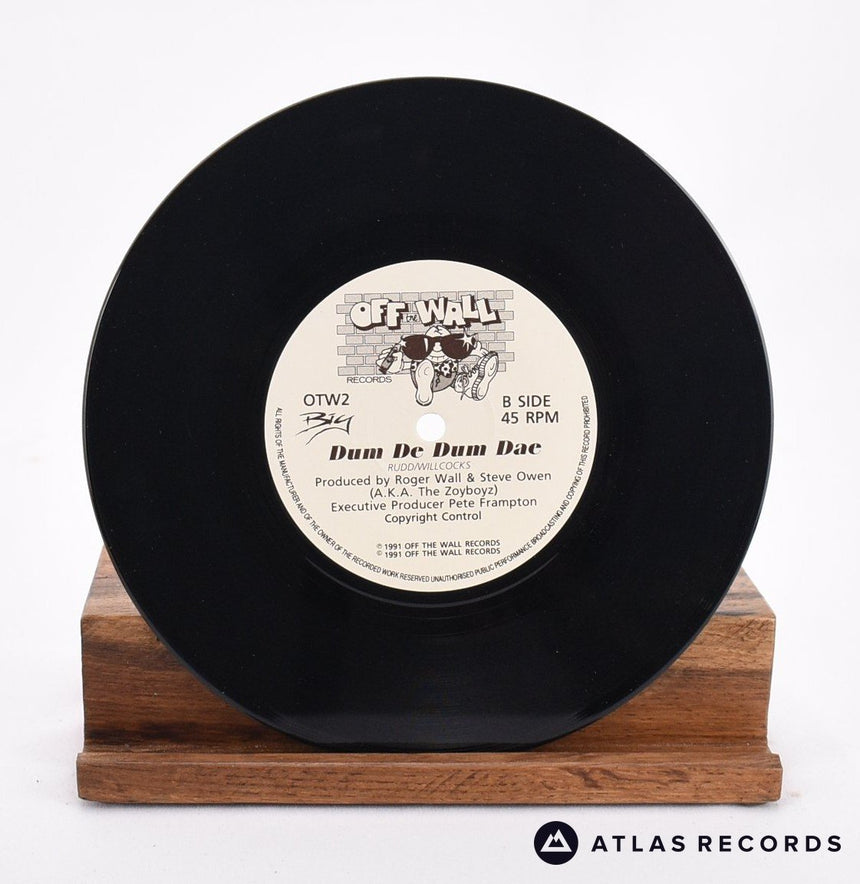 OFF the WALL
RECORDS
OTW2
Big
B SIDE
45 RPM
Dum De Dum Dae
RUDD/WILLCOCKS
Produced by Roger Wall & Steve Owen
(A.K.A. The Zoyboyz)
Executive Producer Pete Frampton
Copyright Control
℗ 1991 OFF THE WALL RECORDS
© 1991 OFF THE WALL RECORDS
ALL RIGHTS OF THE MANUFACTURER AND OF THE OWNER OF THE RECORDED WORK RESERVED UNAUTHORISED PUBLIC PERFORMANCE BROADCASTING AND COPYING OF THIS RECORD PROHIBITED
ATLAS RECORDS